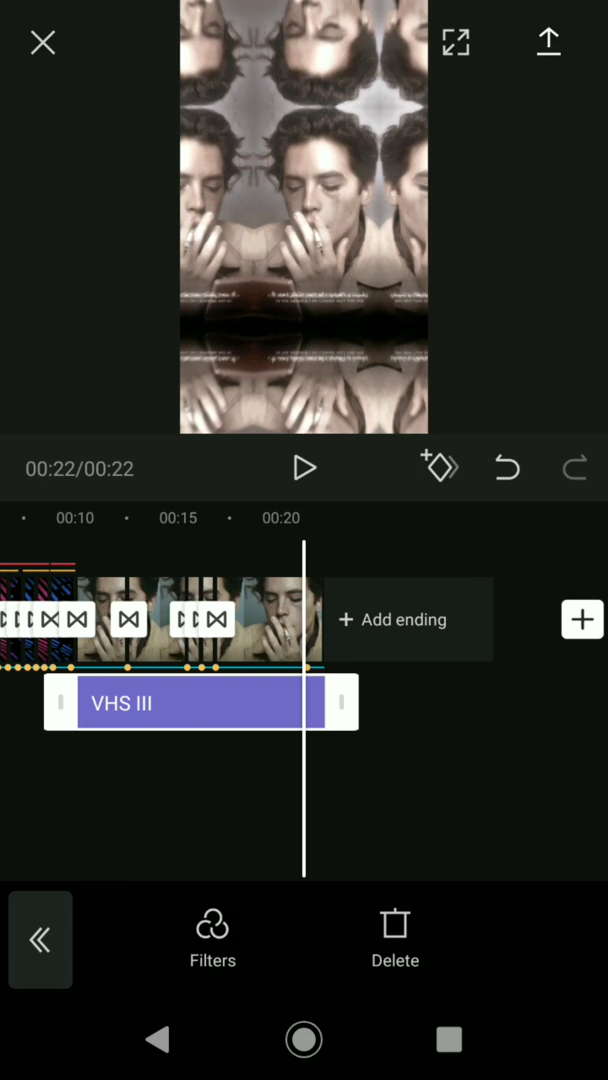 00:22/00:22
00:10
00:15
00:20
+ Add ending
VHS III
Filters
Delete